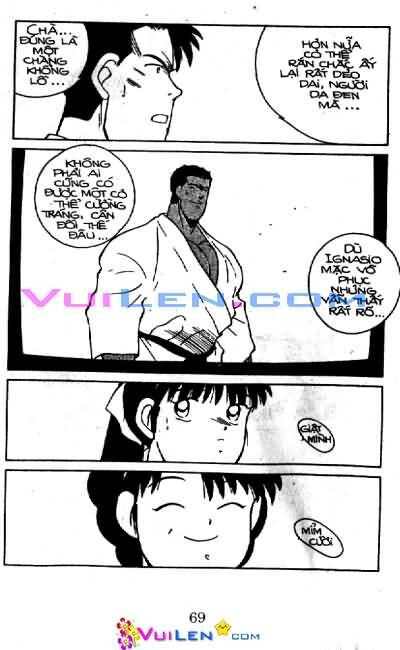 CHÀ...
ĐÚNG LÀ
MỘT
CHÀNG
KHỔNG
LỒ...
HƠN NỮA
CƠ THỂ
RẮN CHẮC ẤY
LẠI RẤT DẺO
DAI, NGƯỜI
DA ĐEN
MÀ...
KHÔNG
PHẢI AI
CŨNG CÓ
ĐƯỢC MỘT CƠ
THỂ CƯỜNG
TRÁNG, CÂN
ĐỐI THẾ
ĐÂU...
DÙ
IGNASIO
MẶC VÕ
PHỤC
NHƯNG
VẪN THẤY
RẤT RÕ...
VUILEN.COM
GIẬT
MÌNH
MỈM
CƯỜI
69
VUILEN.COM